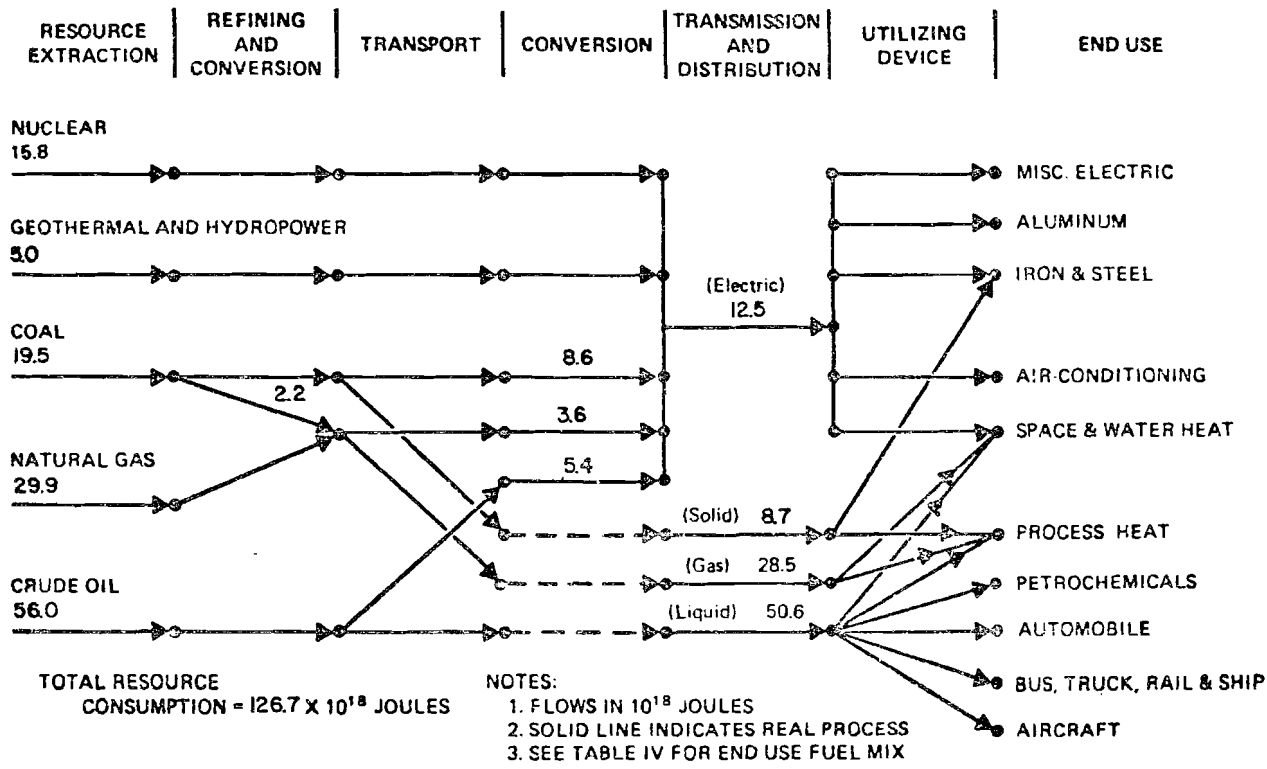 RESOURCE
EXTRACTION
REFINING
AND
CONVERSION
TRANSPORT
CONVERSION
TRANSMISSION
AND
DISTRIBUTION
UTILIZING
DEVICE
END USE
NUCLEAR
15.8
GEOTHERMAL AND HYDROPOWER
5.0
COAL
19.5
2.2
NATURAL GAS
29.9
CRUDE OIL
56.0
8.6
3.6
5.4
(Electric)
12.5
(Solid) 8.7
(Gas) 28.5
(Liquid) 50.6
MISC. ELECTRIC
ALUMINUM
IRON & STEEL
AIR-CONDITIONING
SPACE & WATER HEAT
PROCESS HEAT
PETROCHEMICALS
AUTOMOBILE
BUS, TRUCK, RAIL & SHIP
AIRCRAFT
TOTAL RESOURCE
CONSUMPTION = 126.7 X 10¹⁸ JOULES
NOTES:
1. FLOWS IN 10¹⁸ JOULES
2. SOLID LINE INDICATES REAL PROCESS
3. SEE TABLE IV FOR END USE FUEL MIX